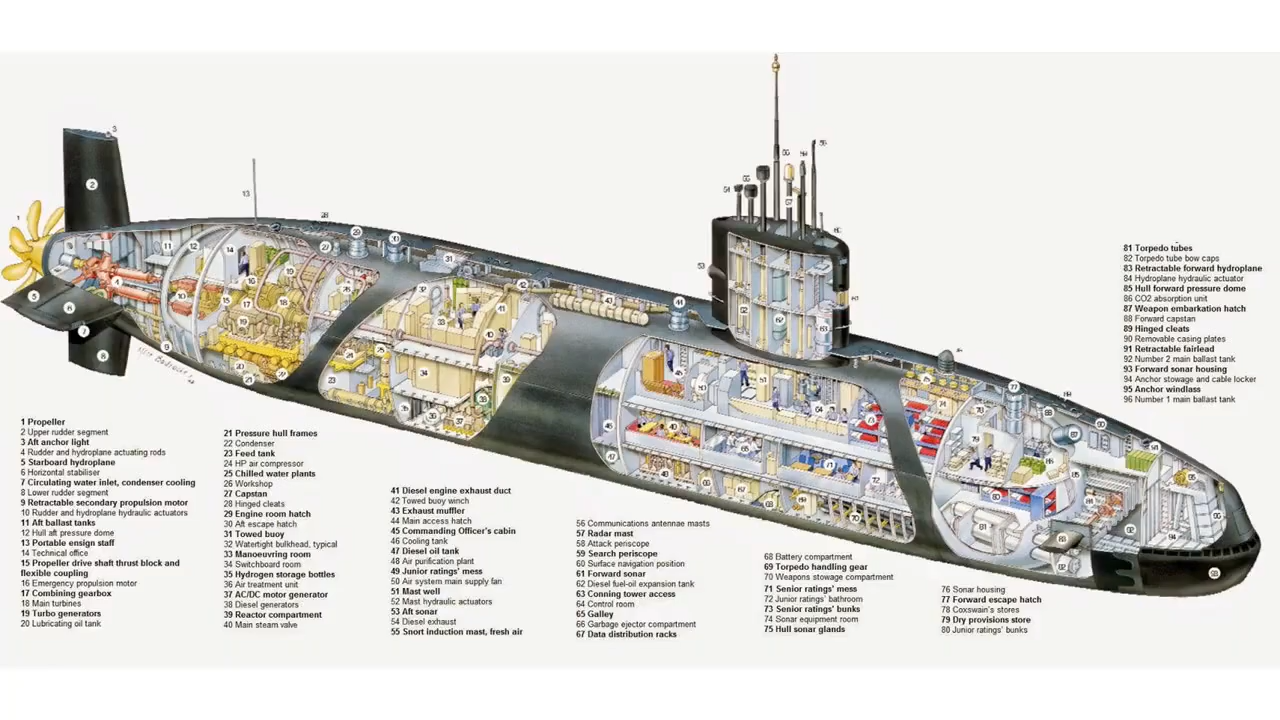 1 Propeller
2 Upper rudder segment
3 Aft anchor light
4 Rudder and hydroplane actuating rods
5 Starboard hydroplane
6 Horizontal stabiliser
7 Circulating water inlet, condenser cooling
8 Lower rudder segment
9 Retractable secondary propulsion motor
10 Rudder and hydroplane hydraulic actuators
11 Aft ballast tanks
12 Hull aft pressure dome
13 Portable ensign staff
14 Technical office
15 Propeller drive shaft thrust block and
flexible coupling
16 Emergency propulsion motor
17 Combining gearbox
18 Main turbines
19 Turbo generators
20 Lubricating oil tank
21 Pressure hull frames
22 Condenser
23 Feed tank
24 HP air compressor
25 Chilled water plants
26 Workshop
27 Capstan
28 Hinged cleats
29 Engine room hatch
30 Aft escape hatch
31 Towed buoy
32 Watertight bulkhead, typical
33 Manoeuvring room
34 Switchboard room
35 Hydrogen storage bottles
36 Air treatment unit
37 AC/DC motor generator
38 Diesel generators
39 Reactor compartment
40 Main steam valve
41 Diesel engine exhaust duct
42 Towed buoy winch
43 Exhaust muffler
44 Main access hatch
45 Commanding Officer's cabin
46 Cooling tank
47 Diesel oil tank
48 Air purification plant
49 Junior ratings' mess
50 Air system main supply fan
51 Mast well
52 Mast hydraulic actuators
53 Aft sonar
54 Diesel exhaust
55 Snort induction mast, fresh air
56 Communications antennae masts
57 Radar mast
58 Attack periscope
59 Search periscope
60 Surface navigation position
61 Forward sonar
62 Diesel fuel-oil expansion tank
63 Conning tower access
64 Control room
65 Galley
66 Garbage ejector compartment
67 Data distribution racks
68 Battery compartment
69 Torpedo handling gear
70 Weapons stowage compartment
71 Senior ratings' mess
72 Junior ratings' bathroom
73 Senior ratings' bunks
74 Sonar equipment room
75 Hull sonar glands
76 Sonar housing
77 Forward escape hatch
78 Coxswain's stores
79 Dry provisions store
80 Junior ratings' bunks
81 Torpedo tubes
82 Torpedo tube bow caps
83 Retractable forward hydroplane
84 Hydroplane hydraulic actuator
85 Hull forward pressure dome
86 CO2 absorption unit
87 Weapon embarkation hatch
88 Forward capstan
89 Hinged cleats
90 Removable casing plates
91 Retractable fairlead
92 Number 2 main ballast tank
93 Forward sonar housing
94 Anchor stowage and cable locker
95 Anchor windlass
96 Number 1 main ballast tank